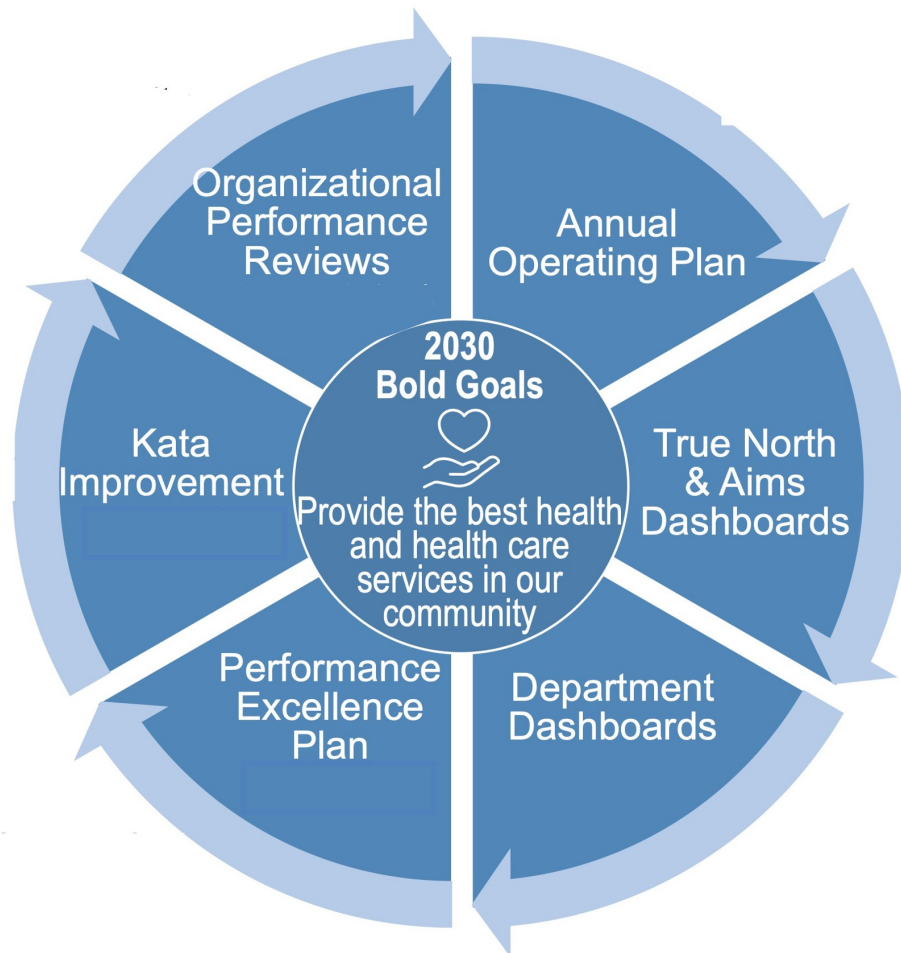 Organizational
Performance
Reviews
Annual
Operating Plan
2030
Bold Goals
Provide the best health
and health care
services in our
community
Kata
Improvement
True North
& Aims
Dashboards
Performance
Excellence
Plan
Department
Dashboards